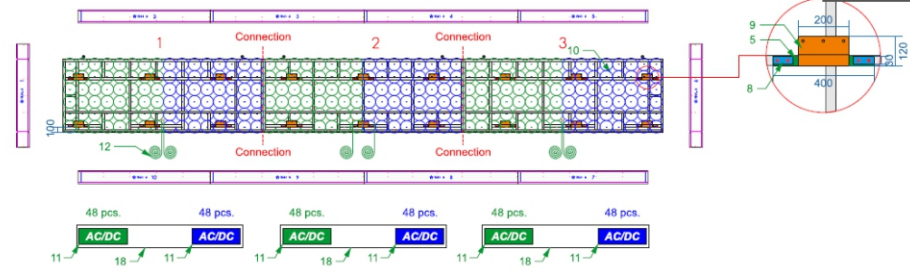 1
Connection
2
Connection
3
10
9
5
8
200
30
120
400
100
12
Connection
Connection
48 pcs.
48 pcs.
48 pcs.
48 pcs.
48 pcs.
48 pcs.
AC/DC
AC/DC
AC/DC
AC/DC
AC/DC
AC/DC
11
18
11
11
18
11
11
18
11